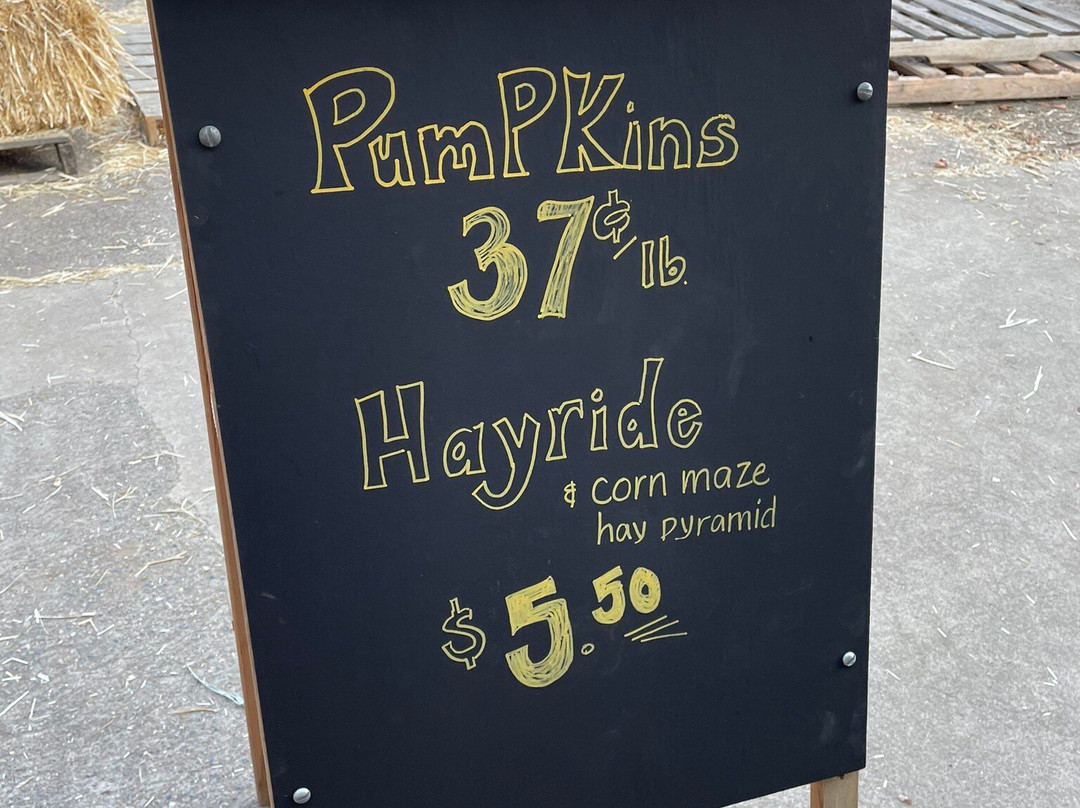 PumPKins
37¢/lb.
Hayride
& corn maze
hay pyramid
$5.50